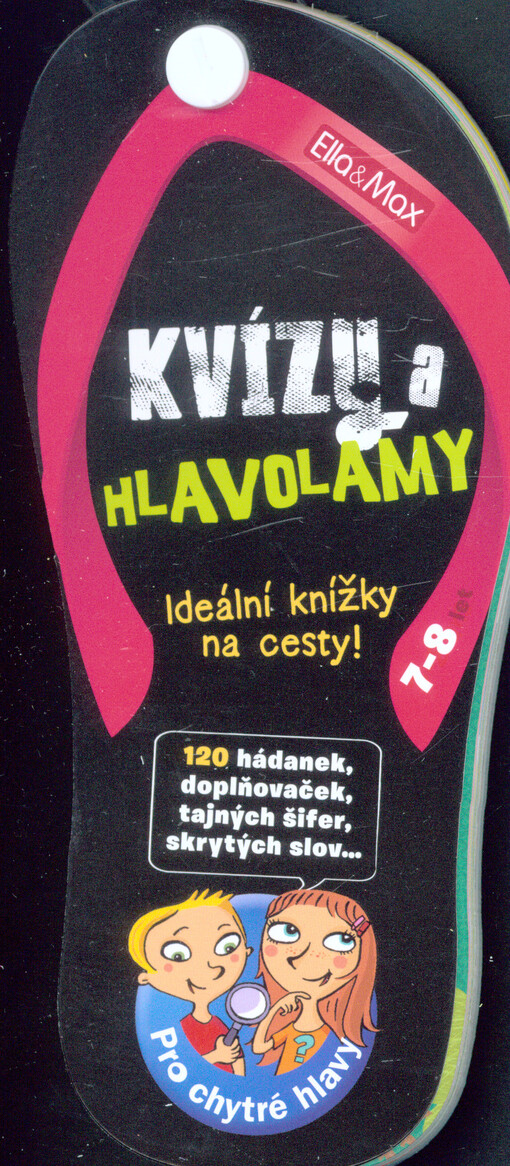 Ella & Max
KVÍZY a
HLAVOLAMY
Ideální knížky
na cesty!
7-8 let
120 hádanek,
doplňovaček,
tajných šifer,
skrytých slov...
?
Pro chytré hlavy